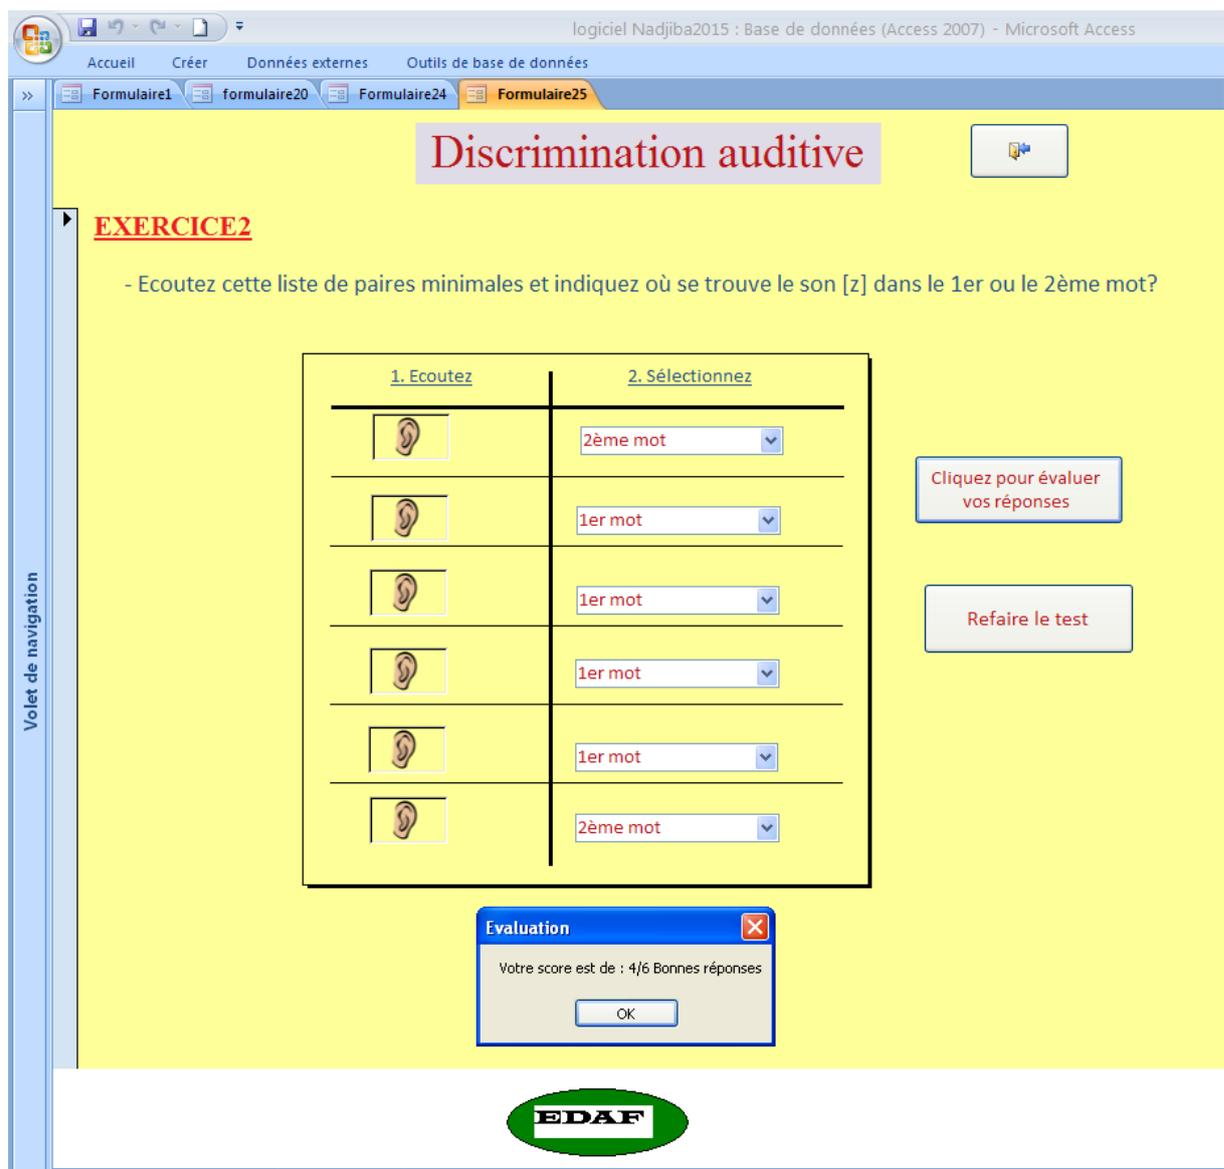 logiciel Nadjiba2015 : Base de données (Access 2007) - Microsoft Access
Accueil Créer Données externes Outils de base de données
» Formulaire1 formulaire20 Formulaire24 Formulaire25
Discrimination auditive
EXERCICE2
- Ecoutez cette liste de paires minimales et indiquez où se trouve le son [z] dans le 1er ou le 2ème mot?
1. Ecoutez 2. Sélectionnez
2ème mot
Cliquez pour évaluer
vos réponses
1er mot
1er mot
Refaire le test
1er mot
1er mot
2ème mot
Volet de navigation
Evaluation
Votre score est de : 4/6 Bonnes réponses
OK
EDAF